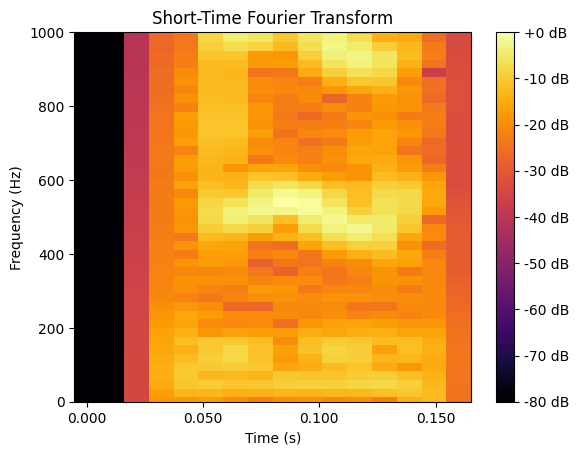 Short-Time Fourier Transform
Frequency (Hz)
1000
800
600
400
200
0
0.000
0.050
0.100
0.150
Time (s)
+0 dB
-10 dB
-20 dB
-30 dB
-40 dB
-50 dB
-60 dB
-70 dB
-80 dB